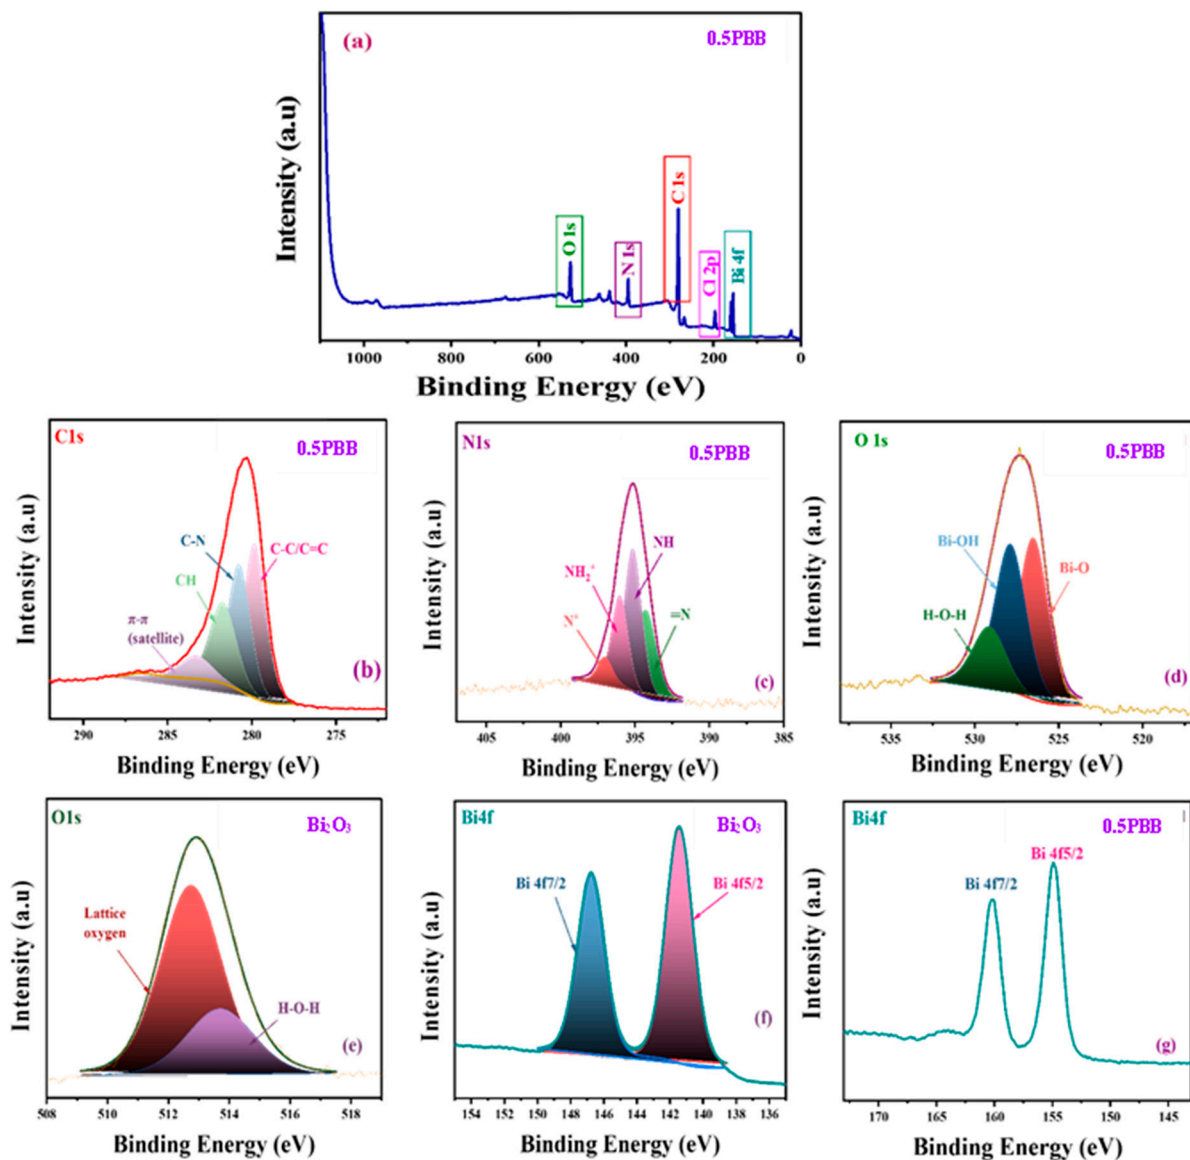 (a)
0.5PBB
Intensity (a.u)
O 1s
N 1s
C 1s
Cl 2p
Bi 4f
1000 800 600 400 200 0
Binding Energy (eV)
C1s
0.5PBB
Intensity (a.u)
C-N
C-C/C=C
CH
π-π
(satellite)
(b)
290 285 280 275
Binding Energy (eV)
N1s
0.5PBB
Intensity (a.u)
NH
NH₂⁺
N⁺
=N
(c)
405 400 395 390 385
Binding Energy (eV)
O 1s
0.5PBB
Intensity (a.u)
Bi-OH
Bi-O
H-O-H
(d)
535 530 525 520
Binding Energy (eV)
O1s
Bi₂O₃
Intensity (a.u)
Lattice
oxygen
H-O-H
(e)
508 510 512 514 516 518
Binding Energy (eV)
Bi4f
Bi₂O₃
Intensity (a.u)
Bi 4f7/2
Bi 4f5/2
(f)
154 152 150 148 146 144 142 140 138 136
Binding Energy (eV)
Bi4f
0.5PBB
Intensity (a.u)
Bi 4f7/2
Bi 4f5/2
(g)
170 165 160 155 150 145
Binding Energy (eV)